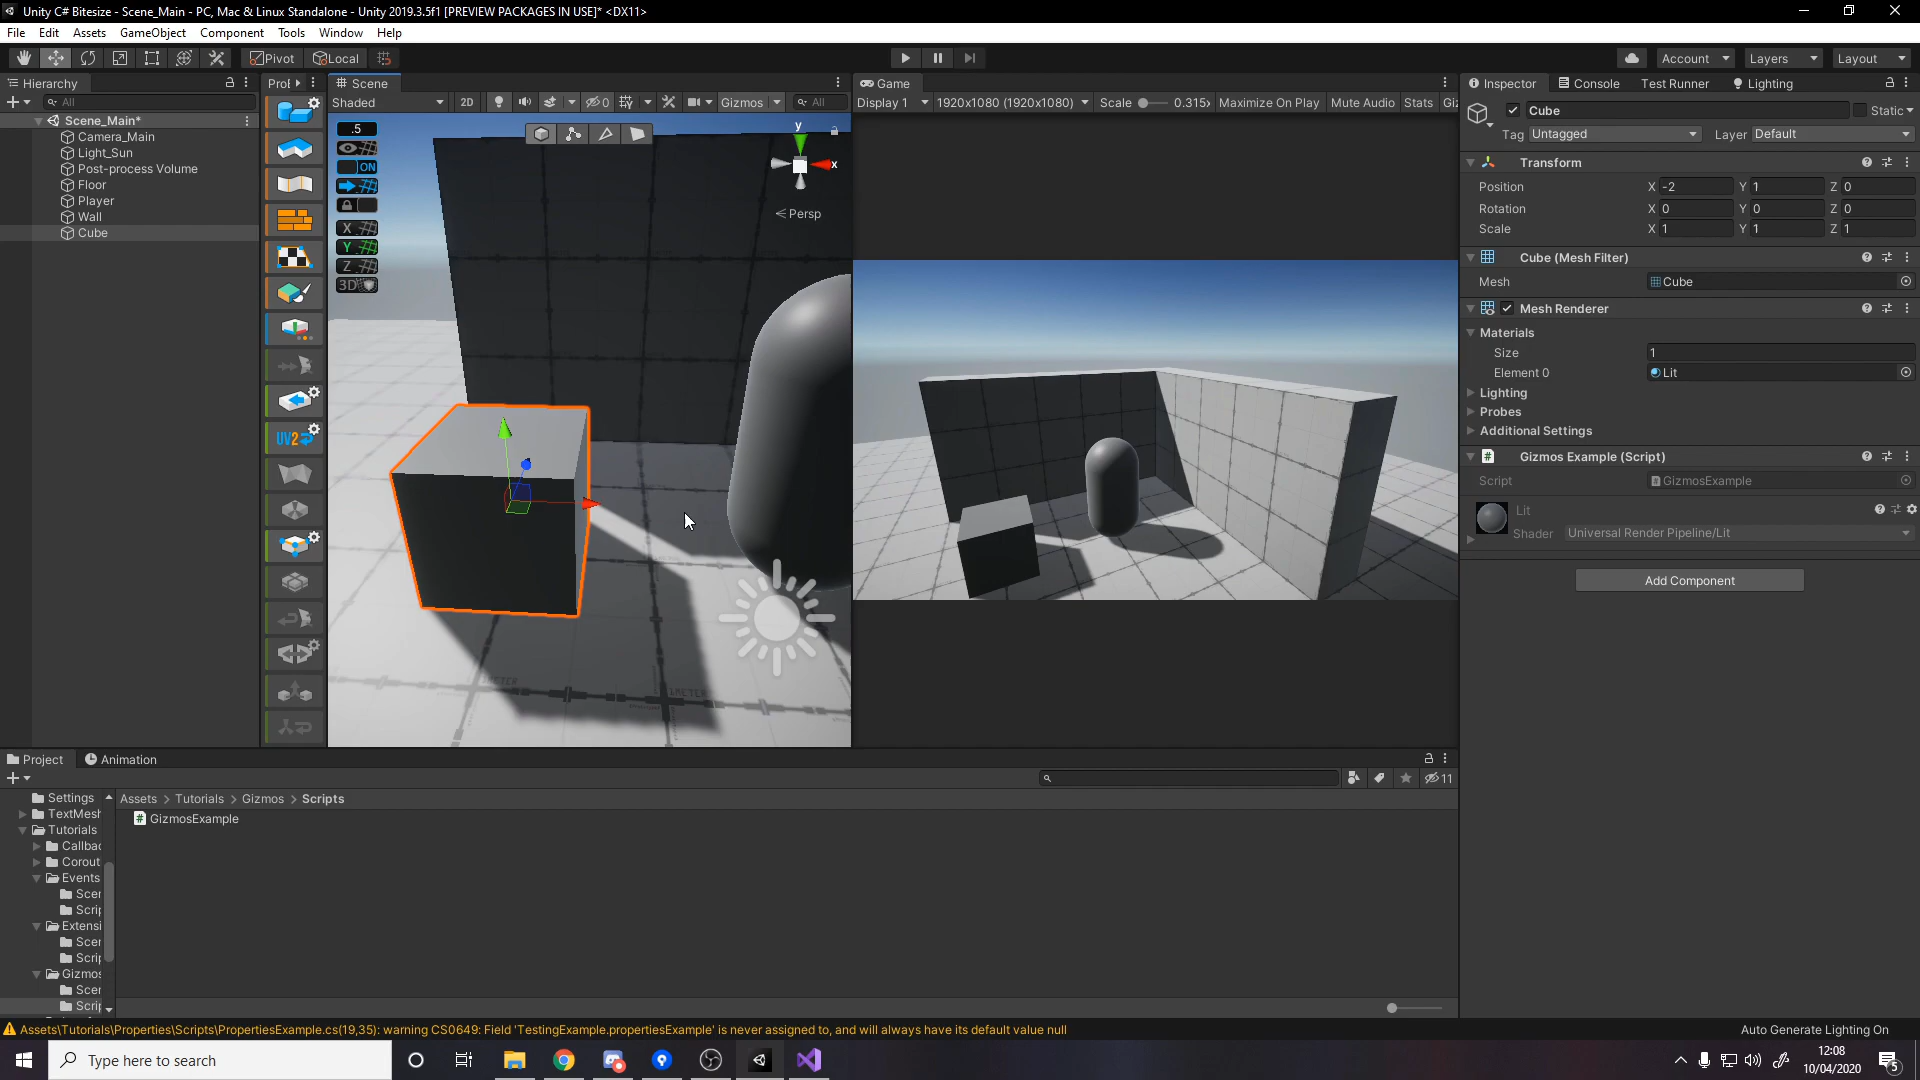 Unity C# Bitesize - Scene_Main - PC, Mac & Linux Standalone - Unity 2019.3.5f1 [PREVIEW PACKAGES IN USE]* <DX11>
File Edit Assets GameObject Component Tools Window Help
Pivot Local Account Layers Layout
Hierarchy
All
Scene_Main*
Camera_Main
Light_Sun
Post-process Volume
Floor
Player
Wall
Cube
UV2
Scene
Shaded 2D 0 Gizmos All
.5
ON
X
Y
Z
3D
y
x
Persp
Game
Display 1 1920x1080 (1920x1080) Scale 0.315x Maximize On Play Mute Audio Stats
Inspector Console Test Runner Lighting
Cube Static
Tag Untagged Layer Default
Transform
Position X -2 Y 1 Z 0
Rotation X 0 Y 0 Z 0
Scale X 1 Y 1 Z 1
Cube (Mesh Filter)
Mesh Cube
Mesh Renderer
Materials
Size 1
Element 0 Lit
Lighting
Probes
Additional Settings
Gizmos Example (Script)
Script GizmosExample
Lit
Shader Universal Render Pipeline/Lit
Add Component
Project Animation
11
Settings
TextMesh
Tutorials
Callbac
Corout
Events
Scen
Scrip
Extensi
Scen
Scrip
Gizmos
Scen
Scrip
Assets > Tutorials > Gizmos > Scripts
GizmosExample
Assets\Tutorials\Properties\Scripts\PropertiesExample.cs(19,35): warning CS0649: Field 'TestingExample.propertiesExample' is never assigned to, and will always have its default value null
Auto Generate Lighting On
Type here to search
12:08
10/04/2020
5